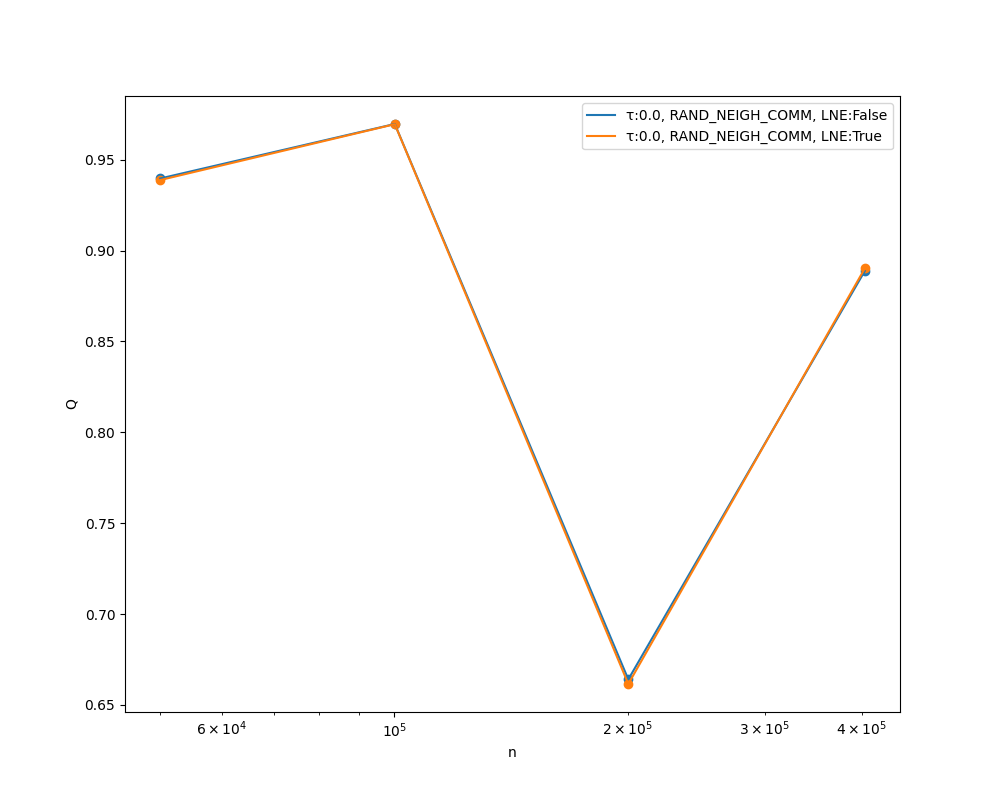 τ:0.0, RAND_NEIGH_COMM, LNE:False
τ:0.0, RAND_NEIGH_COMM, LNE:True
0.95
0.90
0.85
0.80
0.75
0.70
0.65
Q
6 × 10⁴
10⁵
2 × 10⁵
3 × 10⁵
4 × 10⁵
n